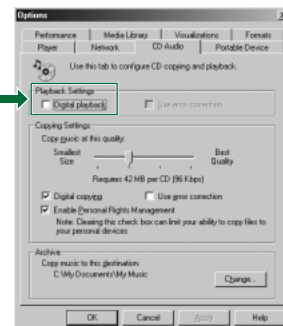 Options
Performance Media Library Visualizations Formats
Player Network CD Audio Portable Device
Use this tab to configure CD copying and playback.
Playback Settings
Digital playback Use error correction
Copying Settings
Copy music at this quality:
Smallest Best
Size Quality
Requires 42 MB per CD (96 Kbps)
Digital copying Use error correction
Enable Personal Rights Management
Note: Clearing this check box can limit your ability to copy files to
your personal devices
Archive
Copy music to this destination:
C:\My Documents\My Music
Change...
OK Cancel Apply Help